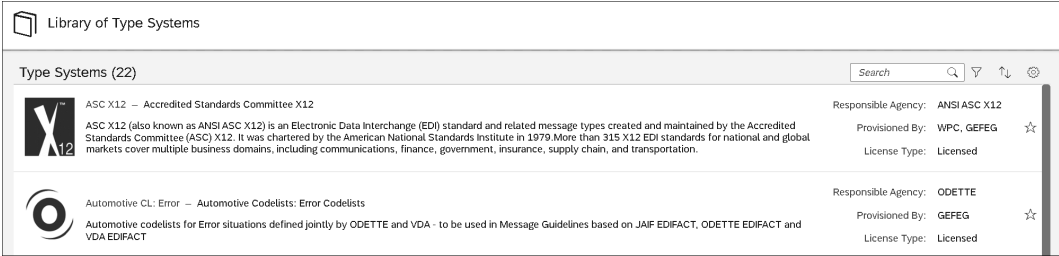 Library of Type Systems
Type Systems (22)
Search
X12
™
ASC X12 – Accredited Standards Committee X12
ASC X12 (also known as ANSI ASC X12) is an Electronic Data Interchange (EDI) standard and related message types created and maintained by the Accredited
Standards Committee (ASC) X12. It was chartered by the American National Standards Institute in 1979.More than 315 X12 EDI standards for national and global
markets cover multiple business domains, including communications, finance, government, insurance, supply chain, and transportation.
Responsible Agency: ANSI ASC X12
Provisioned By: WPC, GEFEG
License Type: Licensed
Automotive CL: Error – Automotive Codelists: Error Codelists
Automotive codelists for Error situations defined jointly by ODETTE and VDA - to be used in Message Guidelines based on JAIF EDIFACT, ODETTE EDIFACT and
VDA EDIFACT
Responsible Agency: ODETTE
Provisioned By: GEFEG
License Type: Licensed